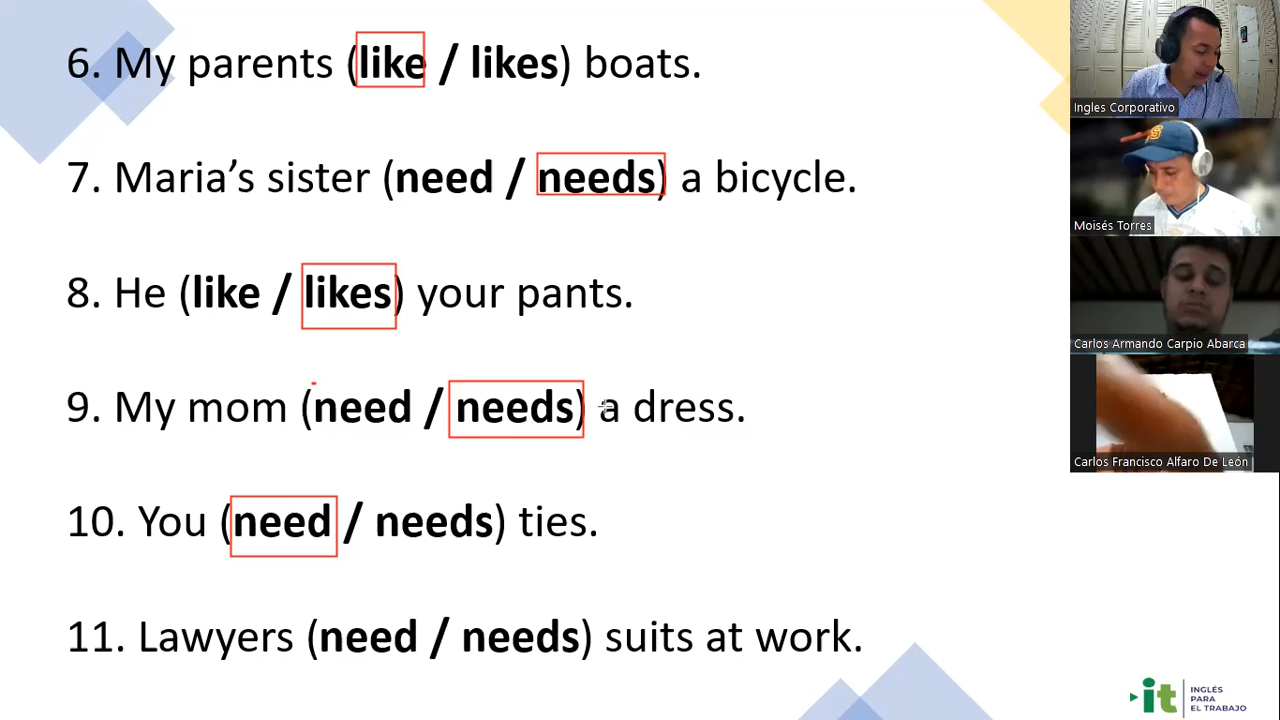 6. My parents (like / likes) boats.
7. Maria’s sister (need / needs) a bicycle.
8. He (like / likes) your pants.
9. My mom (need / needs) a dress.
10. You (need / needs) ties.
11. Lawyers (need / needs) suits at work.
Ingles Corporativo
Moisés Torres
Carlos Armando Carpio Abarca
Carlos Francisco Alfaro De León
it INGLÉS
PARA
EL TRABAJO